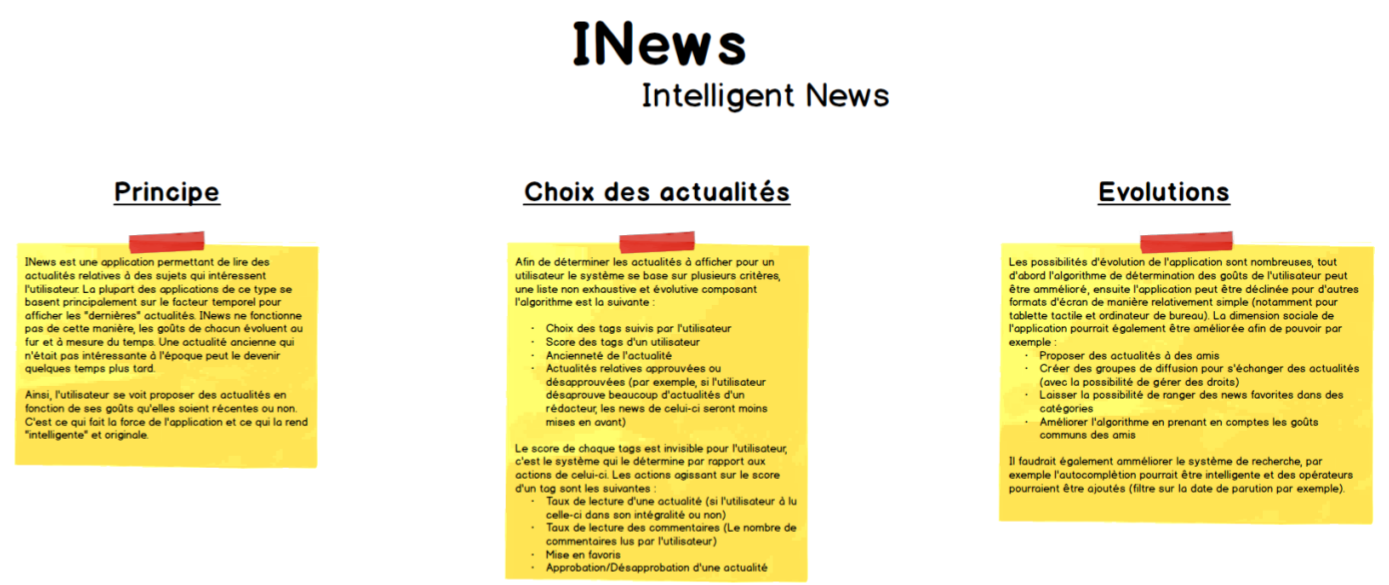 INews
Intelligent News
Principe
INews est une application permettant de lire des
actualités relatives à des sujets qui intéressent
l'utilisateur. La plupart des applications de ce type se
basent principalement sur le facteur temporel pour
afficher les "dernières" actualités. INews ne fonctionne
pas de cette manière, les goûts de chacun évoluent au
fur et à mesure du temps. Une actualité ancienne qui
n'était pas intéressante à l'époque peut le devenir
quelques temps plus tard.
Ainsi, l'utilisateur se voit proposer des actualités en
fonction de ses goûts qu'elles soient récentes ou non.
C'est ce qui fait la force de l'application et ce qui la rend
"intelligente" et originale.
Choix des actualités
Afin de déterminer les actualités à afficher pour un
utilisateur le système se base sur plusieurs critères,
une liste non exhaustive et évolutive composant
l'algorithme est la suivante :
· Choix des tags suivis par l'utilisateur
· Score des tags d'un utilisateur
· Ancienneté de l'actualité
· Actualités relatives approuvées ou
désapprouvées (par exemple, si l'utilisateur
désaprouve beaucoup d'actualités d'un
rédacteur, les news de celui-ci seront moins
mises en avant)
Le score de chaque tags est invisible pour l'utilisateur,
c'est le système qui le détermine par rapport aux
actions de celui-ci. Les actions agissant sur le score
d'un tag sont les suivantes :
· Taux de lecture d'une actualité (si l'utilisateur à lu
celle-ci dans son intégralité ou non)
· Taux de lecture des commentaires (Le nombre de
commentaires lus par l'utilisateur)
· Mise en favoris
· Approbation/Désapprobation d'une actualité
Evolutions
Les possibilités d'évolution de l'application sont nombreuses, tout
d'abord l'algorithme de détermination des goûts de l'utilisateur peut
être ammélioré, ensuite l'application peut être déclinée pour d'autres
formats d'écran de manière relativement simple (notamment pour
tablette tactile et ordinateur de bureau). La dimension sociale de
l'application pourrait également être améliorée afin de pouvoir par
exemple :
· Proposer des actualités à des amis
· Créer des groupes de diffusion pour s'échanger des actualités
(avec la possibilité de gérer des droits)
· Laisser la possibilité de ranger des news favorites dans des
catégories
· Améliorer l'algorithme en prenant en comptes les goûts
communs des amis
Il faudrait également amméliorer le système de recherche, par
exemple l'autocomplètion pourrait être intelligente et des opérateurs
pourraient être ajoutés (filtre sur la date de parution par exemple).